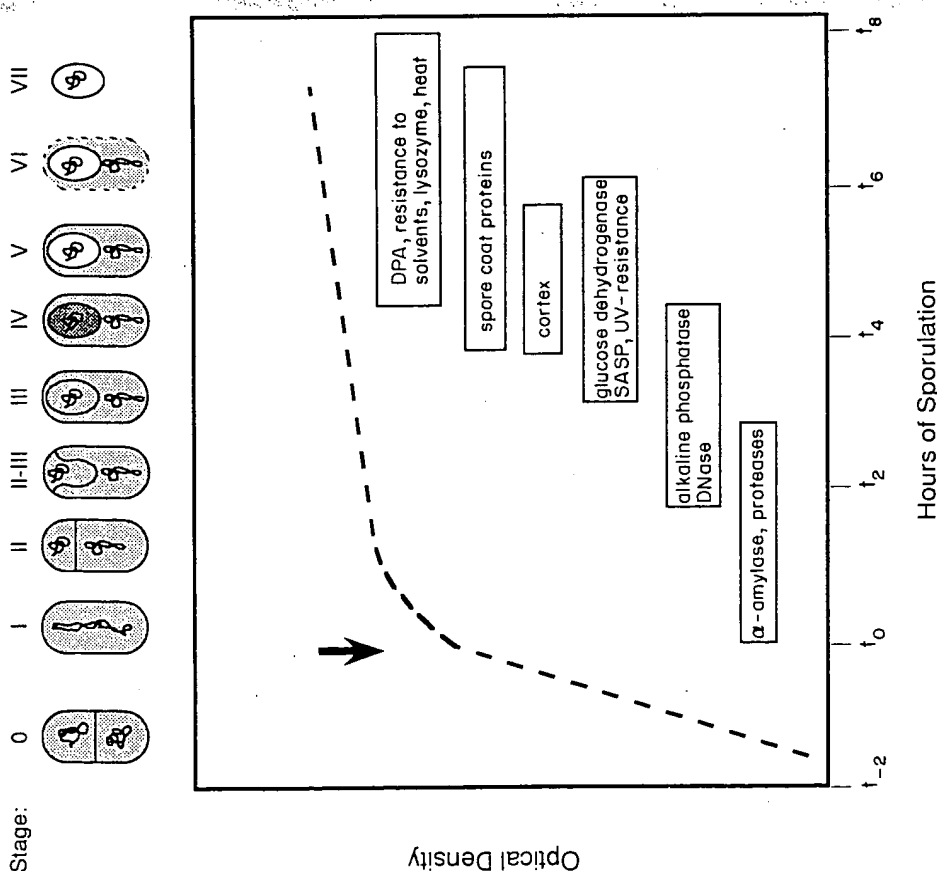 Stage:
0 I II II-III III IV V VI VII
DPA, resistance to
solvents, lysozyme, heat
spore coat proteins
cortex
glucose dehydrogenase
SASP, UV-resistance
alkaline phosphatase
DNase
α-amylase, proteases
Optical Density
t-2 t0 t2 t4 t6 t8
Hours of Sporulation